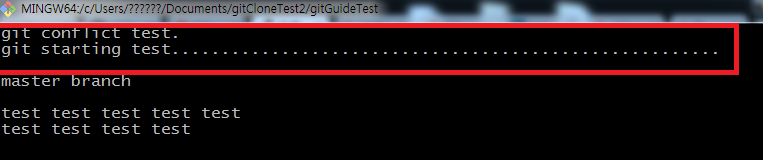 MINGW64:/c/Users/??????/Documents/gitCloneTest2/gitGuideTest
git conflict test.
git starting test.......................................................
master branch
test test test test test
test test test test